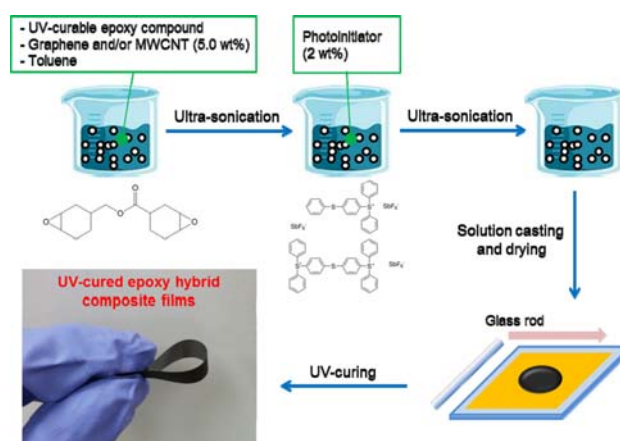 - UV-curable epoxy compound
- Graphene and/or MWCNT (5.0 wt%)
- Toluene
Photoinitiator
(2 wt%)
Ultra-sonication
Ultra-sonication
O
O
O
O
S
S⁺
SbF₆⁻
SbF₆⁻
S⁺
S
S⁺
SbF₆⁻
Solution casting
and drying
UV-cured epoxy hybrid
composite films
Glass rod
UV-curing